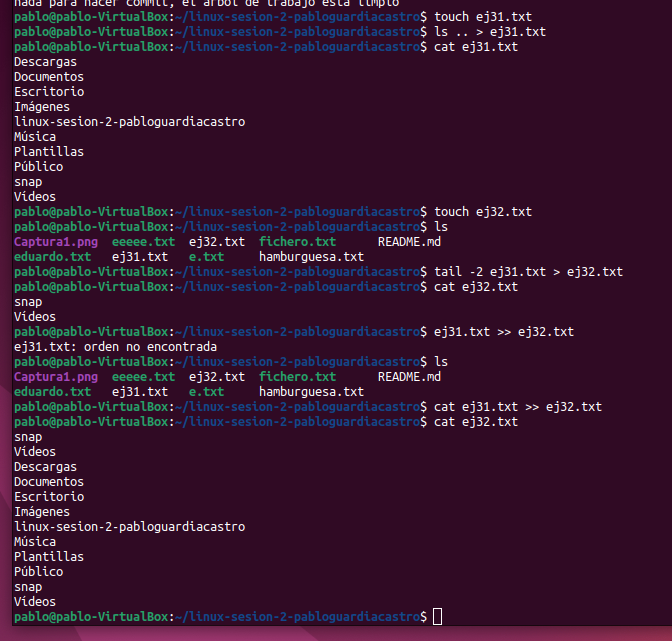 nada para hacer commit, el árbol de trabajo está limpio
pablo@pablo-VirtualBox:~/linux-sesion-2-pabloguardiacastro$ touch ej31.txt
pablo@pablo-VirtualBox:~/linux-sesion-2-pabloguardiacastro$ ls .. > ej31.txt
pablo@pablo-VirtualBox:~/linux-sesion-2-pabloguardiacastro$ cat ej31.txt
Descargas
Documentos
Escritorio
Imágenes
linux-sesion-2-pabloguardiacastro
Música
Plantillas
Público
snap
Vídeos
pablo@pablo-VirtualBox:~/linux-sesion-2-pabloguardiacastro$ touch ej32.txt
pablo@pablo-VirtualBox:~/linux-sesion-2-pabloguardiacastro$ ls
Captura1.png  eeeee.txt  ej32.txt  fichero.txt      README.md
eduardo.txt   ej31.txt   e.txt     hamburguesa.txt
pablo@pablo-VirtualBox:~/linux-sesion-2-pabloguardiacastro$ tail -2 ej31.txt > ej32.txt
pablo@pablo-VirtualBox:~/linux-sesion-2-pabloguardiacastro$ cat ej32.txt
snap
Vídeos
pablo@pablo-VirtualBox:~/linux-sesion-2-pabloguardiacastro$ ej31.txt >> ej32.txt
ej31.txt: orden no encontrada
pablo@pablo-VirtualBox:~/linux-sesion-2-pabloguardiacastro$ ls
Captura1.png  eeeee.txt  ej32.txt  fichero.txt      README.md
eduardo.txt   ej31.txt   e.txt     hamburguesa.txt
pablo@pablo-VirtualBox:~/linux-sesion-2-pabloguardiacastro$ cat ej31.txt >> ej32.txt
pablo@pablo-VirtualBox:~/linux-sesion-2-pabloguardiacastro$ cat ej32.txt
snap
Vídeos
Descargas
Documentos
Escritorio
Imágenes
linux-sesion-2-pabloguardiacastro
Música
Plantillas
Público
snap
Vídeos
pablo@pablo-VirtualBox:~/linux-sesion-2-pabloguardiacastro$